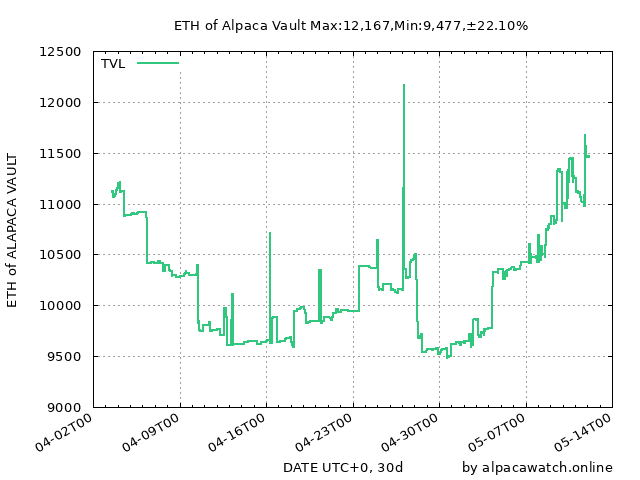 ETH of Alpaca Vault Max:12,167,Min:9,477,±22.10%
TVL
ETH of ALAPACA VAULT
12500
12000
11500
11000
10500
10000
9500
9000
04-02T00
04-09T00
04-16T00
04-23T00
04-30T00
05-07T00
05-14T00
DATE UTC+0, 30d
by alpacawatch.online